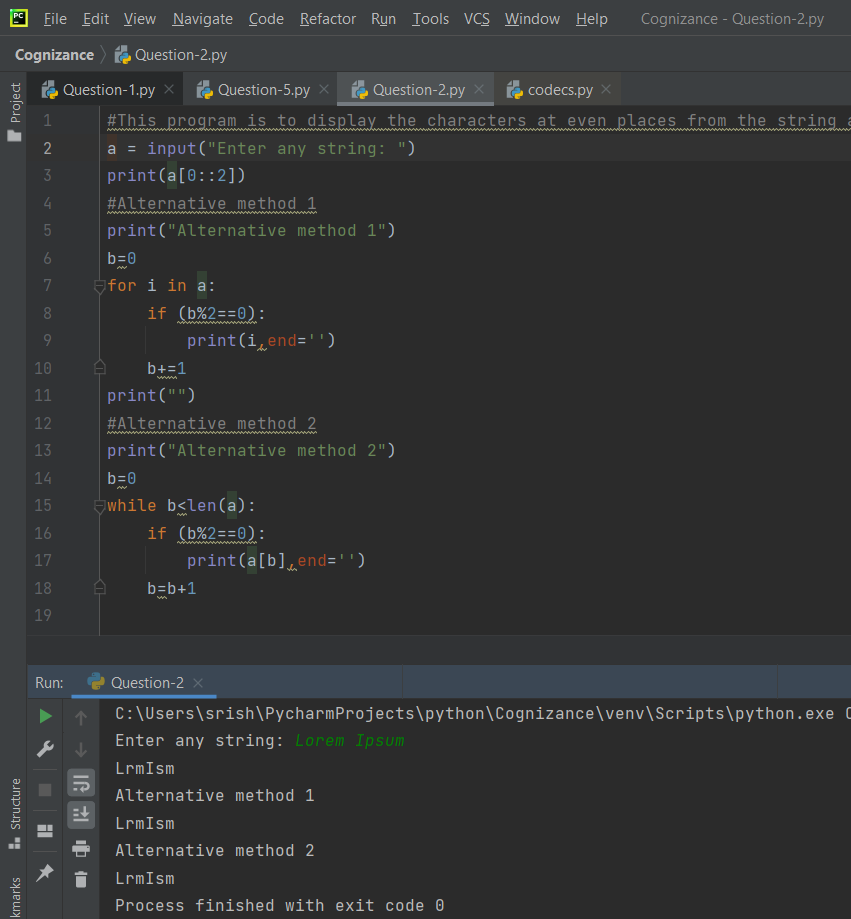 PC File Edit View Navigate Code Refactor Run Tools VCS Window Help Cognizance - Question-2.py
Cognizance Question-2.py
Question-1.py Question-5.py Question-2.py codecs.py
Project
1 #This program is to display the characters at even places from the string a
2 a = input("Enter any string: ")
3 print(a[0::2])
4 #Alternative method 1
5 print("Alternative method 1")
6 b=0
7 for i in a:
8 if (b%2==0):
9 print(i,end='')
10 b+=1
11 print("")
12 #Alternative method 2
13 print("Alternative method 2")
14 b=0
15 while b<len(a):
16 if (b%2==0):
17 print(a[b],end='')
18 b=b+1
19
Run: Question-2
C:\Users\srish\PycharmProjects\python\Cognizance\venv\Scripts\python.exe C
Enter any string: Lorem Ipsum
LrmIsm
Alternative method 1
LrmIsm
Alternative method 2
LrmIsm
Process finished with exit code 0
Structure
kmarks